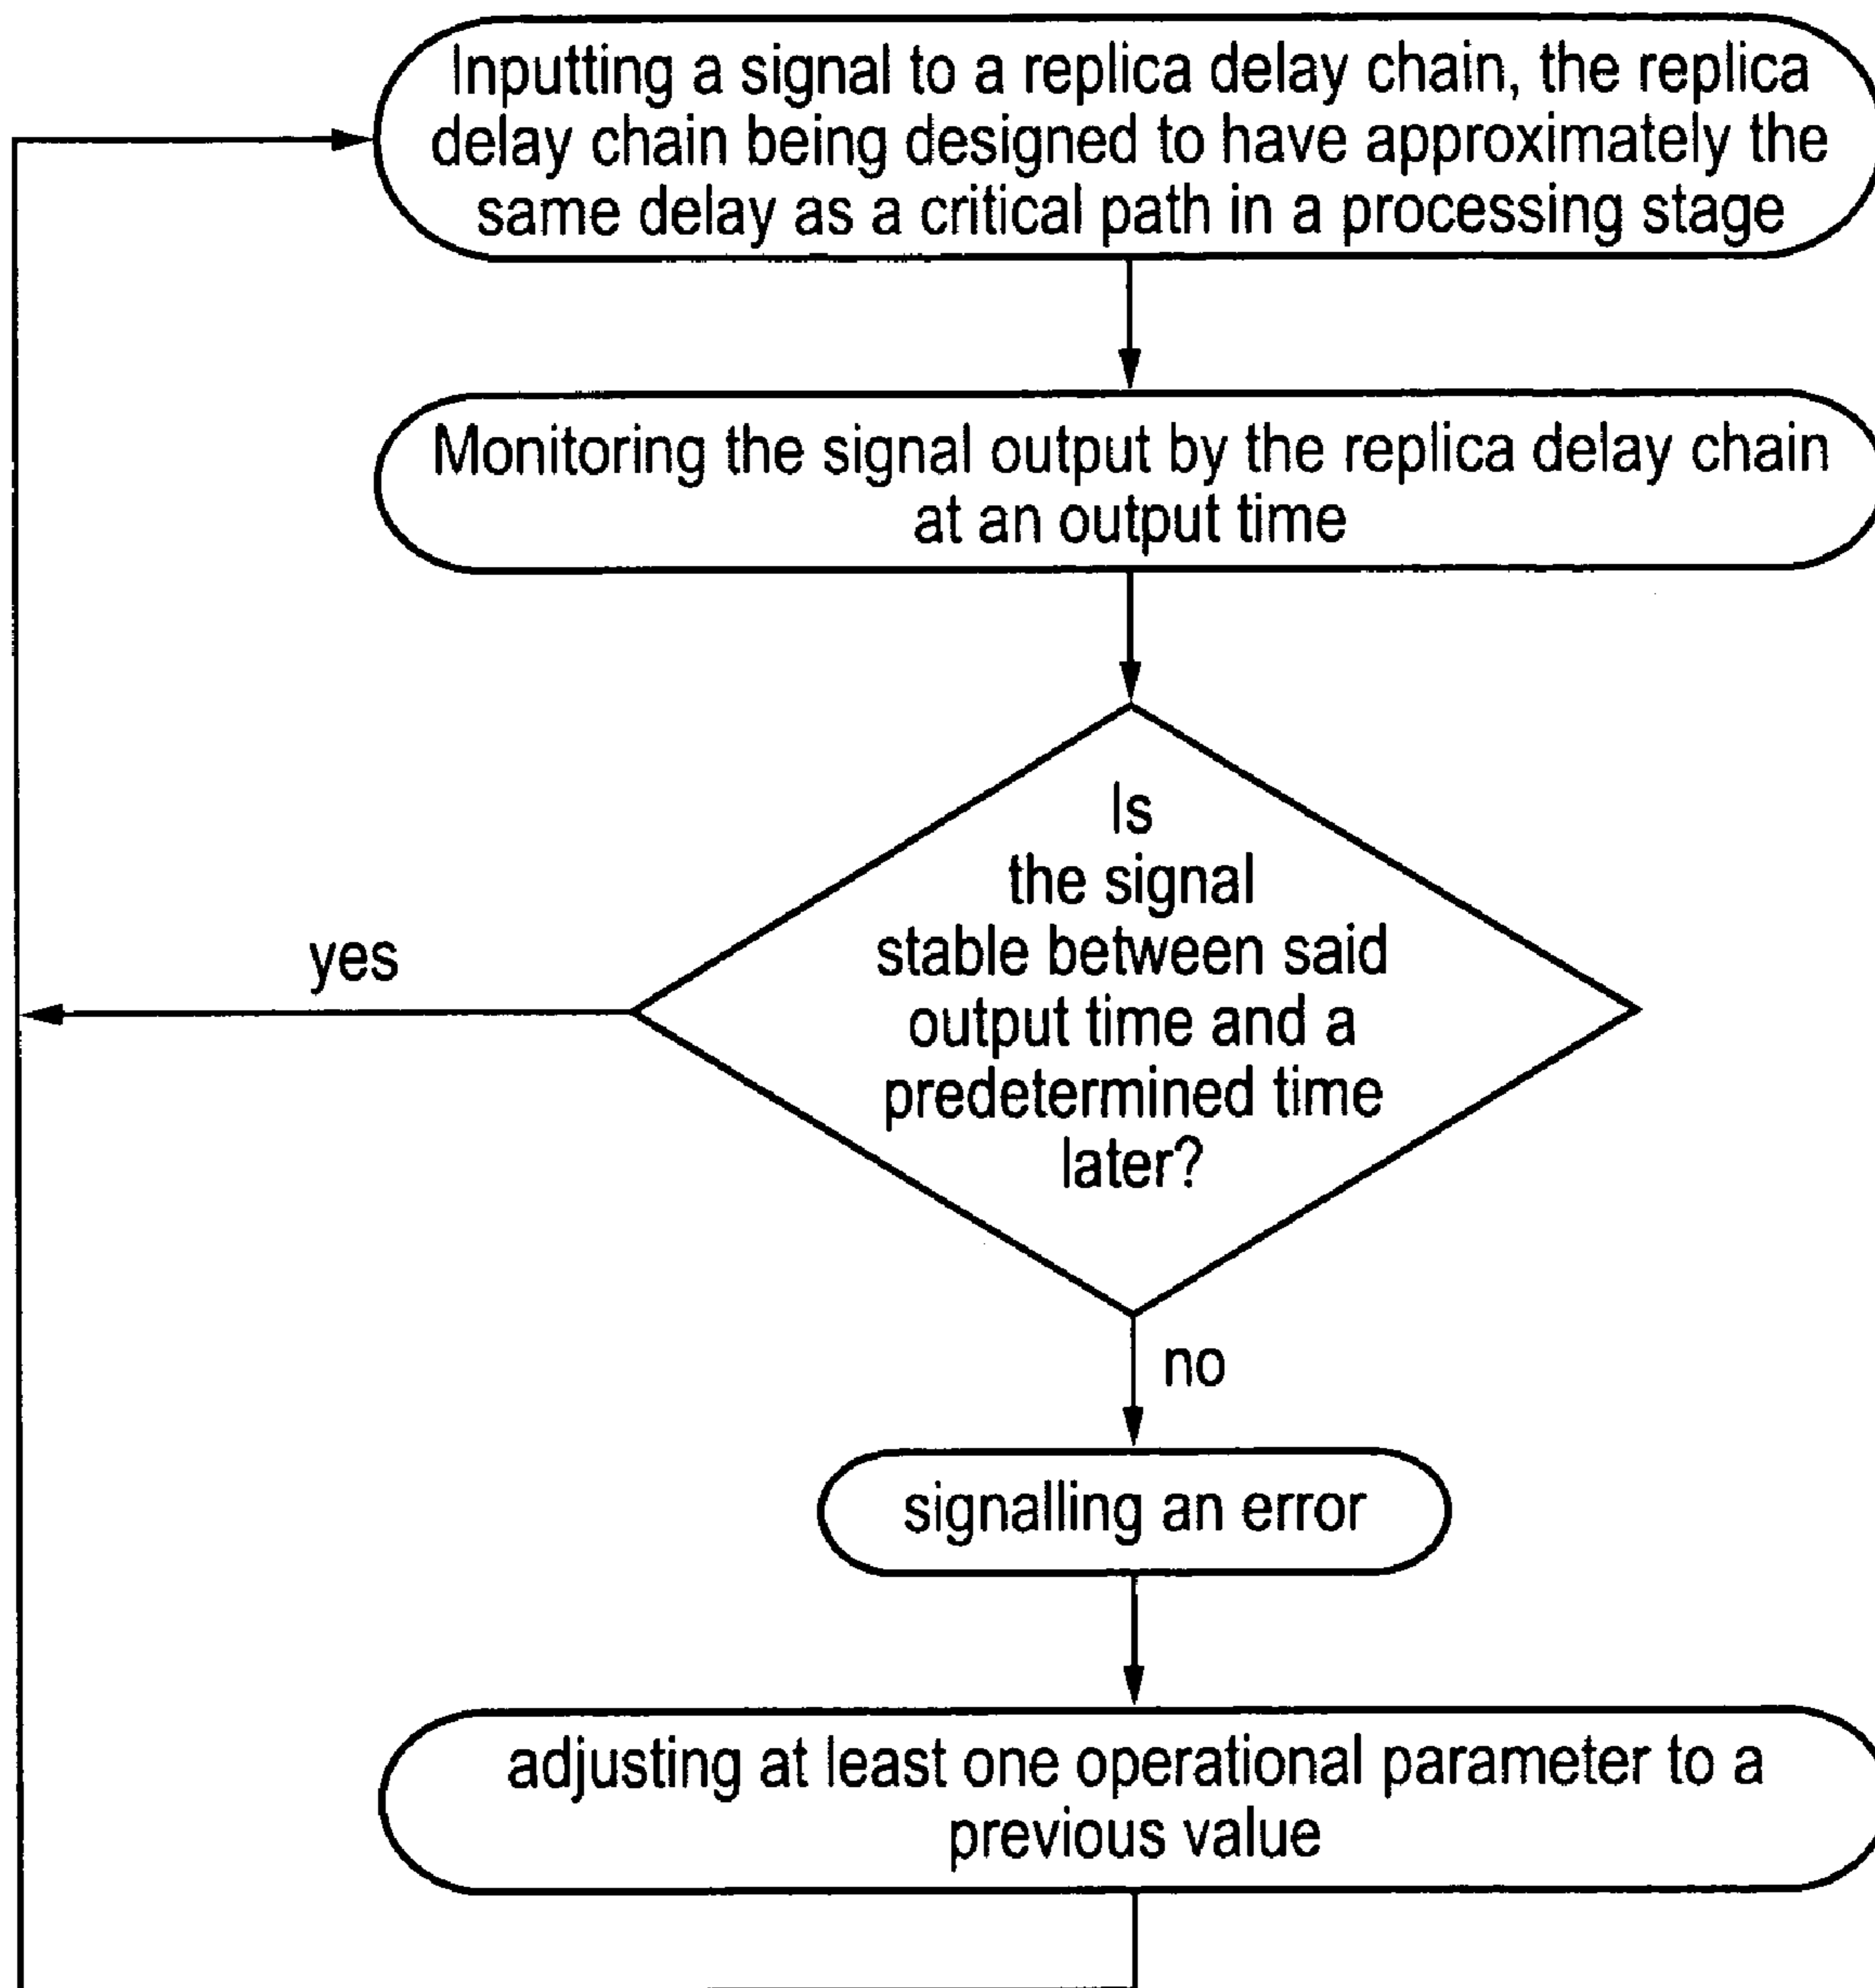 Inputting a signal to a replica delay chain, the replica
delay chain being designed to have approximately the
same delay as a critical path in a processing stage
Monitoring the signal output by the replica delay chain
at an output time
Is
the signal
stable between said
output time and a
predetermined time
later?
yes
no
signalling an error
adjusting at least one operational parameter to a
previous value